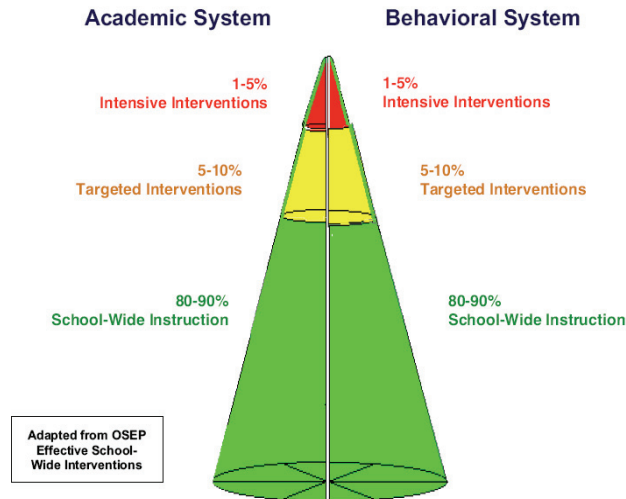 Academic System
Behavioral System
1-5%
Intensive Interventions
1-5%
Intensive Interventions
5-10%
Targeted Interventions
5-10%
Targeted Interventions
80-90%
School-Wide Instruction
80-90%
School-Wide Instruction
Adapted from OSEP
Effective School-
Wide Interventions